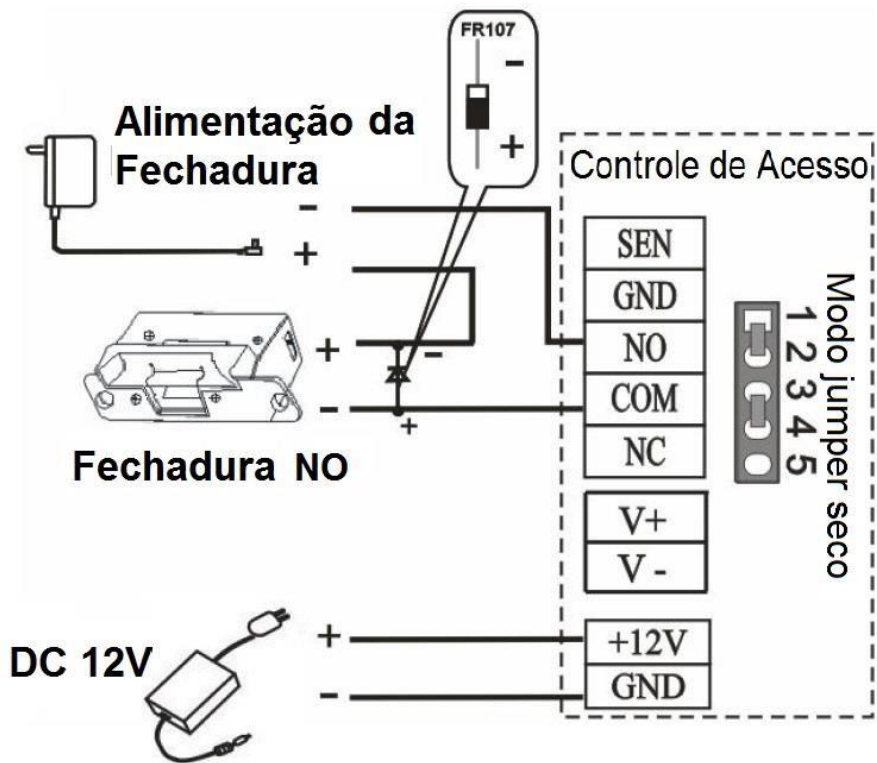 FR107
-
+
Alimentação da
Fechadura
-
+
Controle de Acesso
SEN
GND
NO
COM
NC
V+
V -
+12V
GND
1 2 3 4 5
Modo jumper seco
+
-
-
+
Fechadura NO
DC 12V
+
-